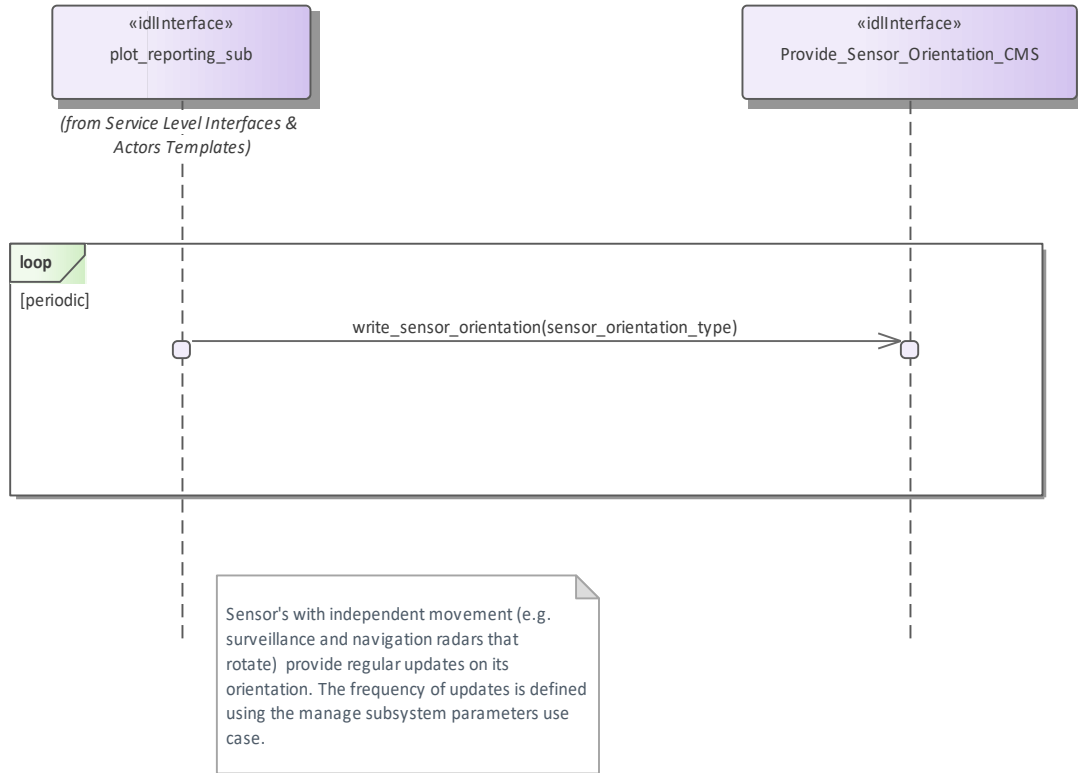 «idlInterface»
plot_reporting_sub
(from Service Level Interfaces &
Actors Templates)
«idlInterface»
Provide_Sensor_Orientation_CMS
loop
[periodic]
write_sensor_orientation(sensor_orientation_type)
Sensor's with independent movement (e.g.
surveillance and navigation radars that
rotate)  provide regular updates on its
orientation. The frequency of updates is defined
using the manage subsystem parameters use
case.